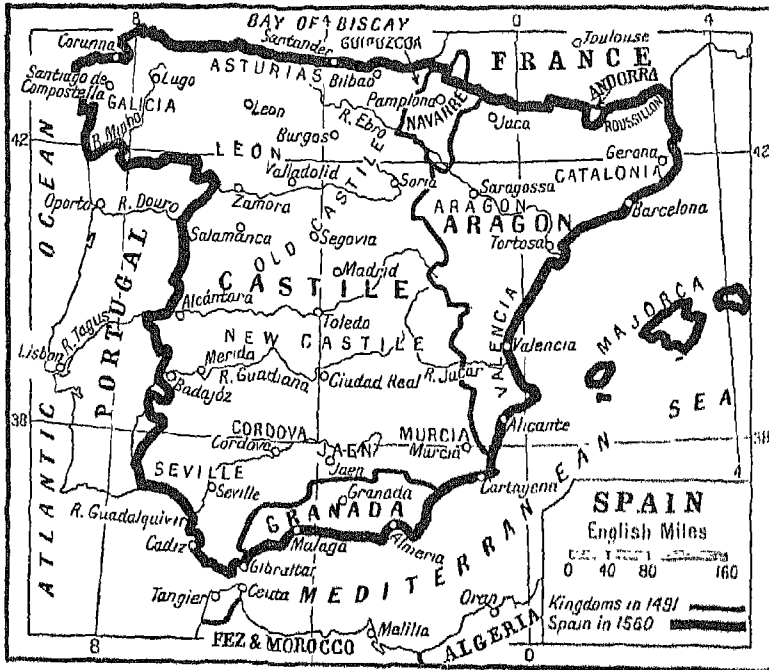 8
BAY OF BISCAY
4
0
4
Corunna
Santander
GUIPUZCOA
Toulouse
FRANCE
ASTURIAS
Bilbao
ANDORRA
Santiago de
Compostella
Lugo
GALICIA
Leon
Pamplona
NAVARRE
Jaca
ROUSSILLON
R. Minho
Burgos
R. Ebro
42
LEON
42
Gerona
CATALONIA
Valladolid
Soria
Saragossa
Zamora
Oporto
R. Douro
ARAGON
ARAGON
Barcelona
Salamanca
OLD CASTILE
Segovia
Tortosa
Madrid
CASTILE
Alcántara
MAJORCA
R. Tagus
Toledo
VALENCIA
NEW CASTILE
Valencia
Lisbon
PORTUGAL
Merida
R. Guadiana
Badajoz
Ciudad Real
R. Jucar
38
Alicante
SEA
CORDOVA
Cordova
MURCIA
Murcia
38
JAEN
Jaen
SEVILLE
Seville
Cartagena
4
Granada
GRANADA
R. Guadalquiver
Cadiz
Malaga
Almeria
Gibraltar
MEDITERRANEAN
ATLANTIC OCEAN
Tangier
Ceuta
Oran
Melilla
ALGERIA
FEZ & MOROCCO
8
0
SPAIN
English Miles
0 40 80 160
Kingdoms in 1491
Spain in 1560